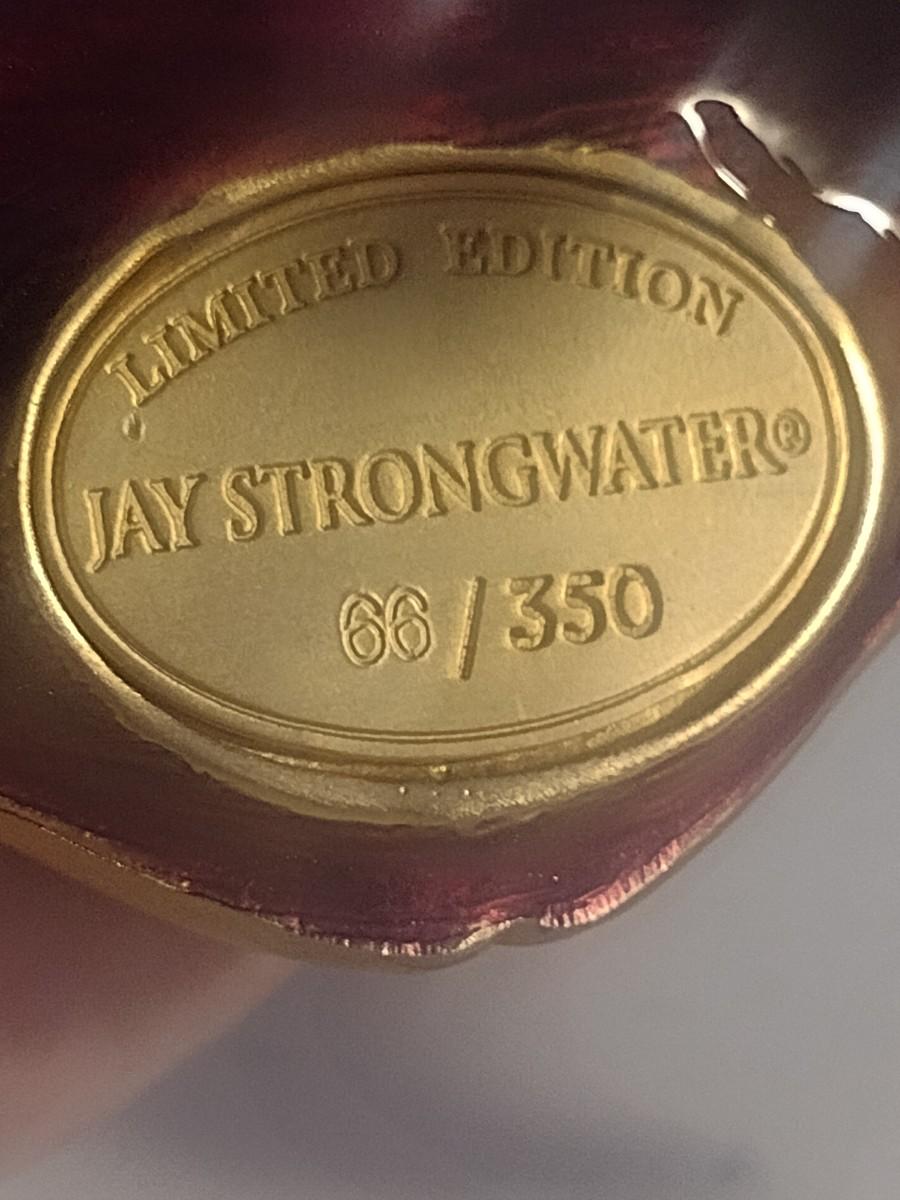 LIMITED EDITION
JAY STRONGWATER®
66/350